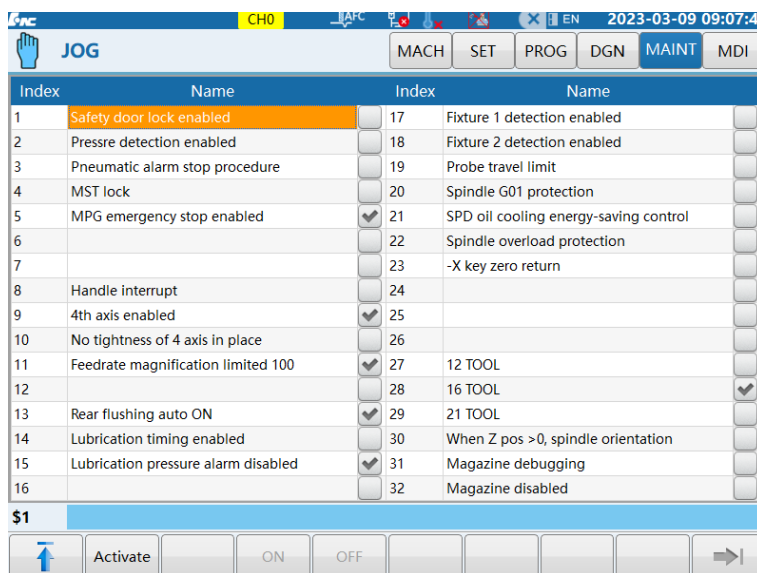 CH0 AFC EN 2023-03-09 09:07:4
JOG MACH SET PROG DGN MAINT MDI
Index Name Index Name
1 Safety door lock enabled 17 Fixture 1 detection enabled
2 Pressre detection enabled 18 Fixture 2 detection enabled
3 Pneumatic alarm stop procedure 19 Probe travel limit
4 MST lock 20 Spindle G01 protection
5 MPG emergency stop enabled 21 SPD oil cooling energy-saving control
6 22 Spindle overload protection
7 23 -X key zero return
8 Handle interrupt 24
9 4th axis enabled 25
10 No tightness of 4 axis in place 26
11 Feedrate magnification limited 100 27 12 TOOL
12 28 16 TOOL
13 Rear flushing auto ON 29 21 TOOL
14 Lubrication timing enabled 30 When Z pos >0, spindle orientation
15 Lubrication pressure alarm disabled 31 Magazine debugging
16 32 Magazine disabled
$1
Activate ON OFF